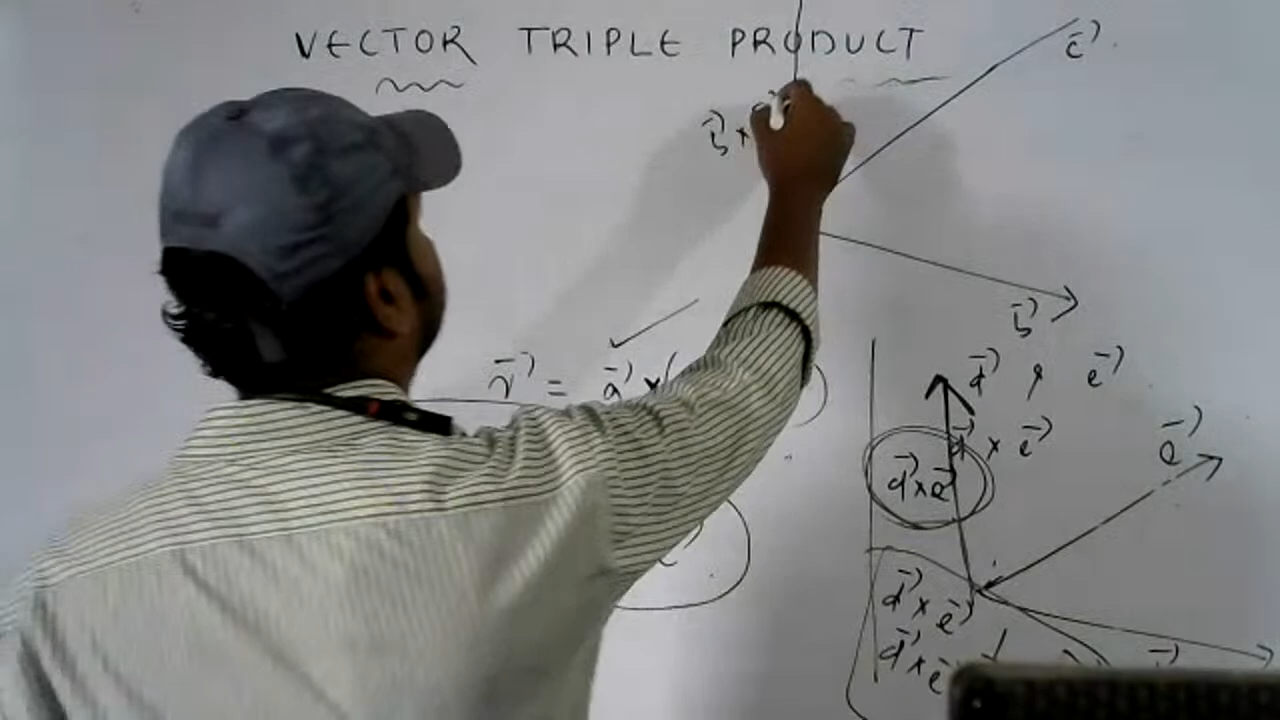 VECTOR TRIPLE PRODUCT
c⃗
b⃗ ×
b⃗
r⃗ = a⃗ × (
d⃗ , e⃗
d⃗ × e⃗
e⃗
d⃗ × e⃗
d⃗ × e⃗
d⃗ × e⃗